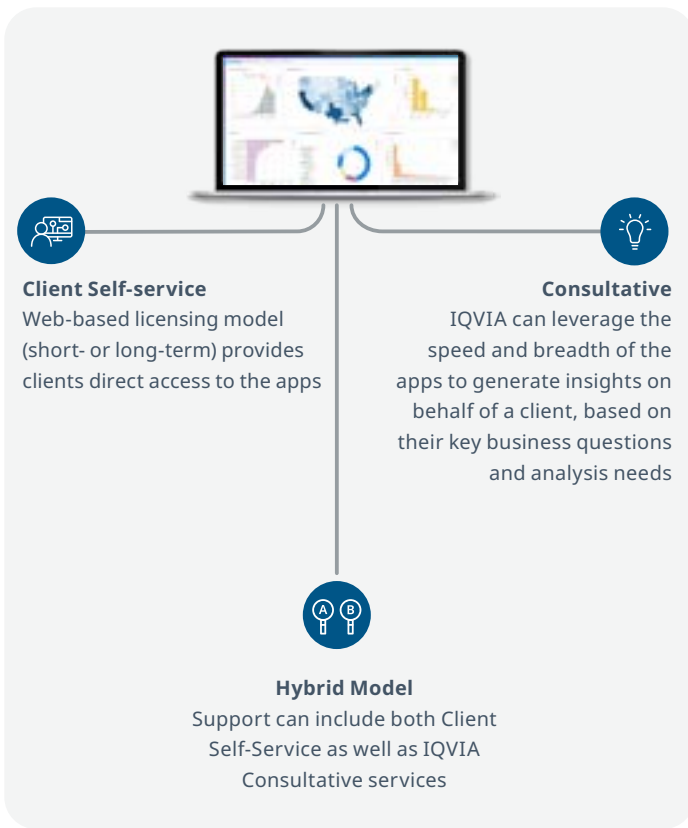 Client Self-service
Web-based licensing model
(short- or long-term) provides
clients direct access to the apps
Consultative
IQVIA can leverage the
speed and breadth of the
apps to generate insights on
behalf of a client, based on
their key business questions
and analysis needs
A B
Hybrid Model
Support can include both Client
Self-Service as well as IQVIA
Consultative services